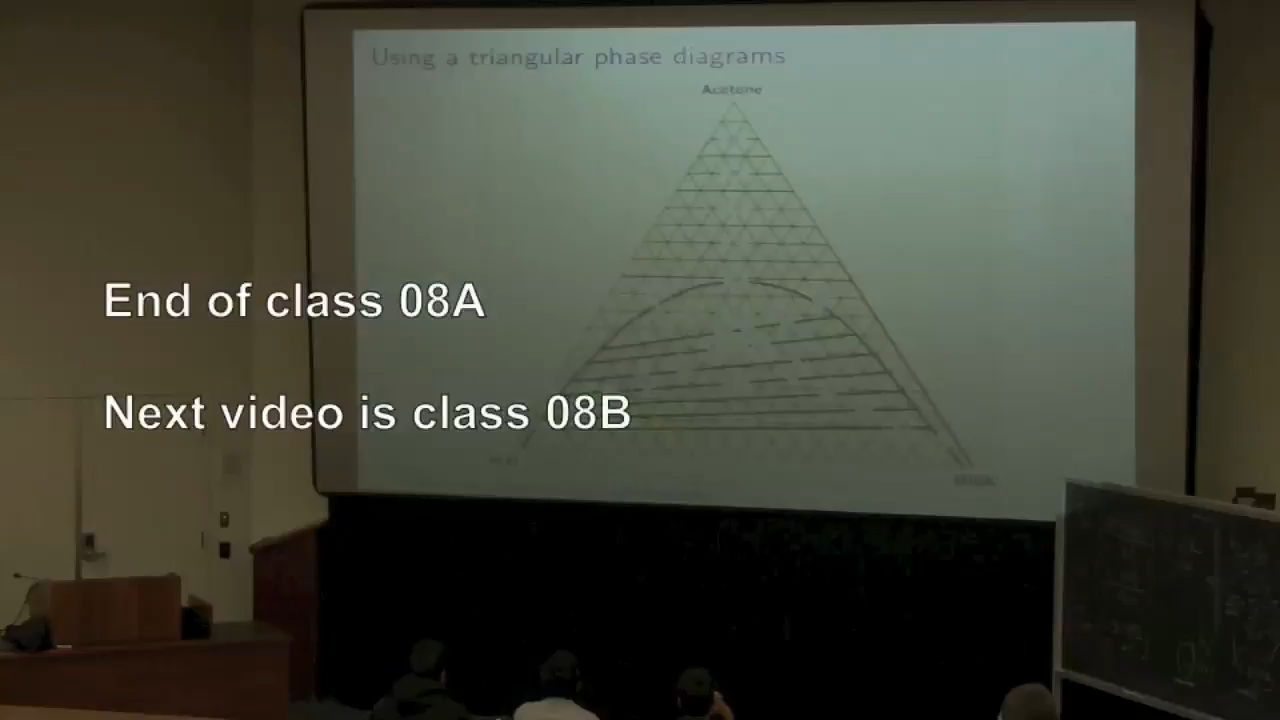 Using a triangular phase diagrams
Acetone
End of class 08A
Next video is class 08B